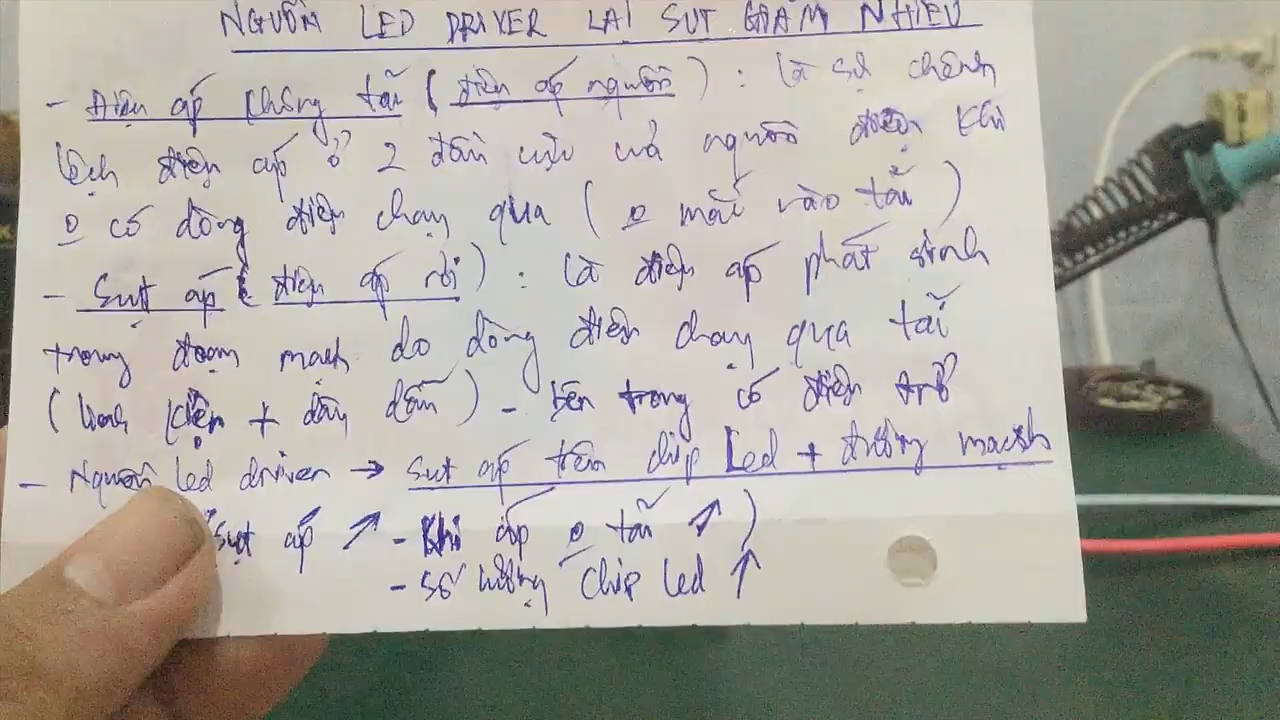 NGUỒN LED DRIVER LẠI SỤT GIẢM NHIỀU
- Điện áp không tải (điện áp nguồn) : là sự chênh
lệch điện áp ở 2 đầu cực của nguồn điện khi
o có dòng điện chạy qua (o mắc vào tải)
- Sụt áp (điện áp rơi) : là điện áp phát sinh
trong đoạn mạch do dòng điện chạy qua tải
(linh kiện + dây dẫn) - bên trong có điện trở
- Nguồn led driver → sụt áp trên chip Led + đường mạch
sụt áp ↗ - Khi áp o tải ↗)
- Số lượng chip led ↑